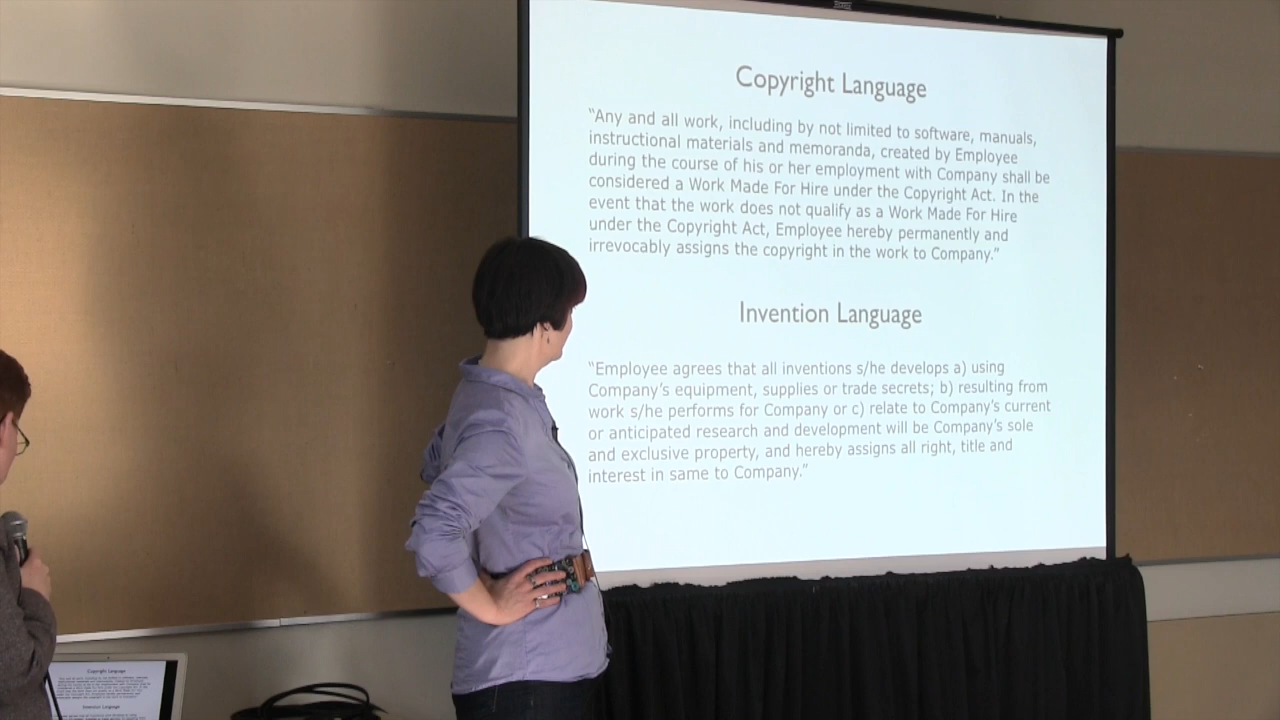 Copyright Language
“Any and all work, including by not limited to software, manuals,
instructional materials and memoranda, created by Employee
during the course of his or her employment with Company shall be
considered a Work Made For Hire under the Copyright Act. In the
event that the work does not qualify as a Work Made For Hire
under the Copyright Act, Employee hereby permanently and
irrevocably assigns the copyright in the work to Company.”
Invention Language
“Employee agrees that all inventions s/he develops a) using
Company’s equipment, supplies or trade secrets; b) resulting from
work s/he performs for Company or c) relate to Company’s current
or anticipated research and development will be Company’s sole
and exclusive property, and hereby assigns all right, title and
interest in same to Company.”
Copyright Language
Invention Language